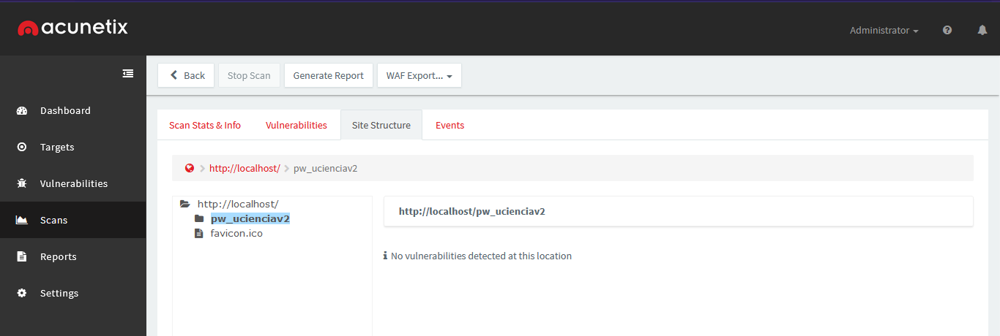 acunetix
Administrator
Back Stop Scan Generate Report WAF Export...
Dashboard
Targets
Vulnerabilities
Scans
Reports
Settings
Scan Stats & Info Vulnerabilities Site Structure Events
http://localhost/ pw_ucienciav2
http://localhost/
pw_ucienciav2
favicon.ico
http://localhost/pw_ucienciav2
No vulnerabilities detected at this location